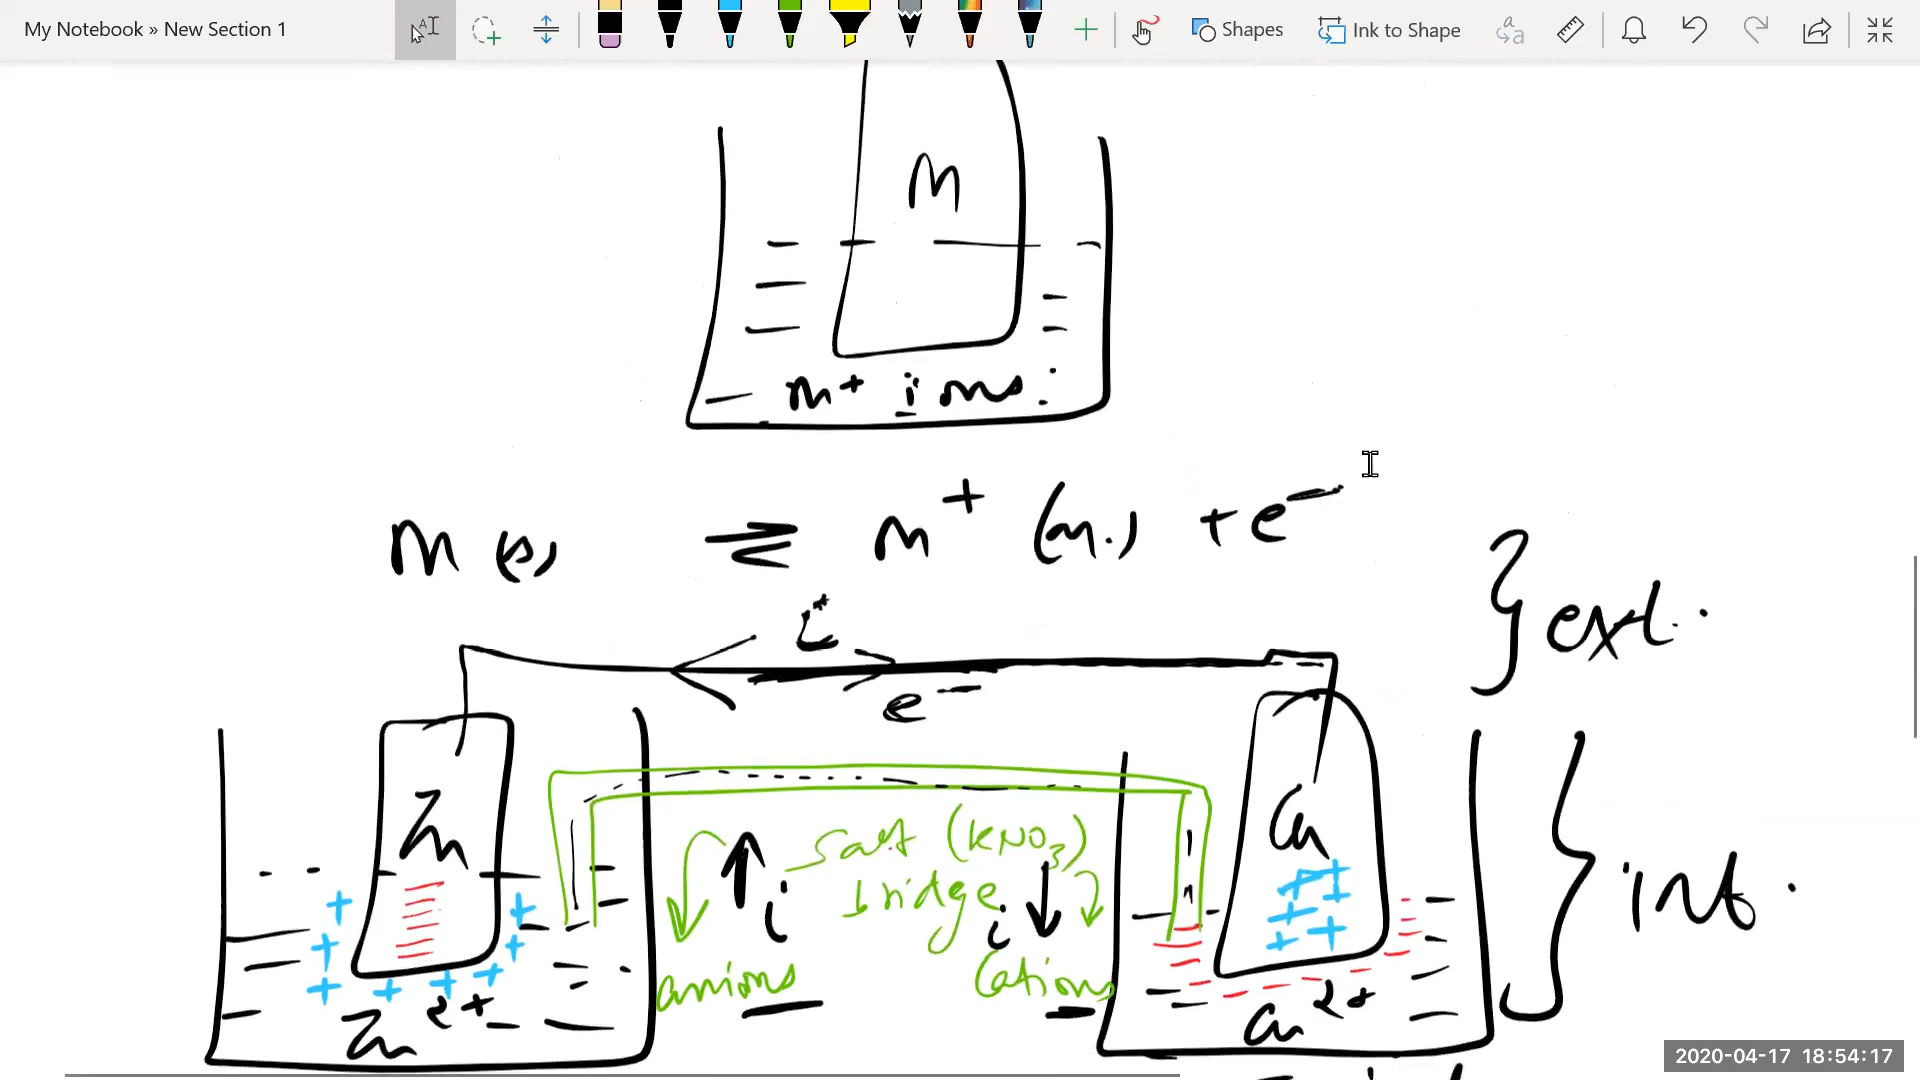 My Notebook » New Section 1
Shapes
Ink to Shape
M
m+ ions
M (s) ⇌ m+ (m.) + e−
ext.
i
e−
Zn
Cu
Salt (KNO3)
bridge
i
i
int.
anions
Cations
Zn2+
Cu2+
2020-04-17 18:54:17